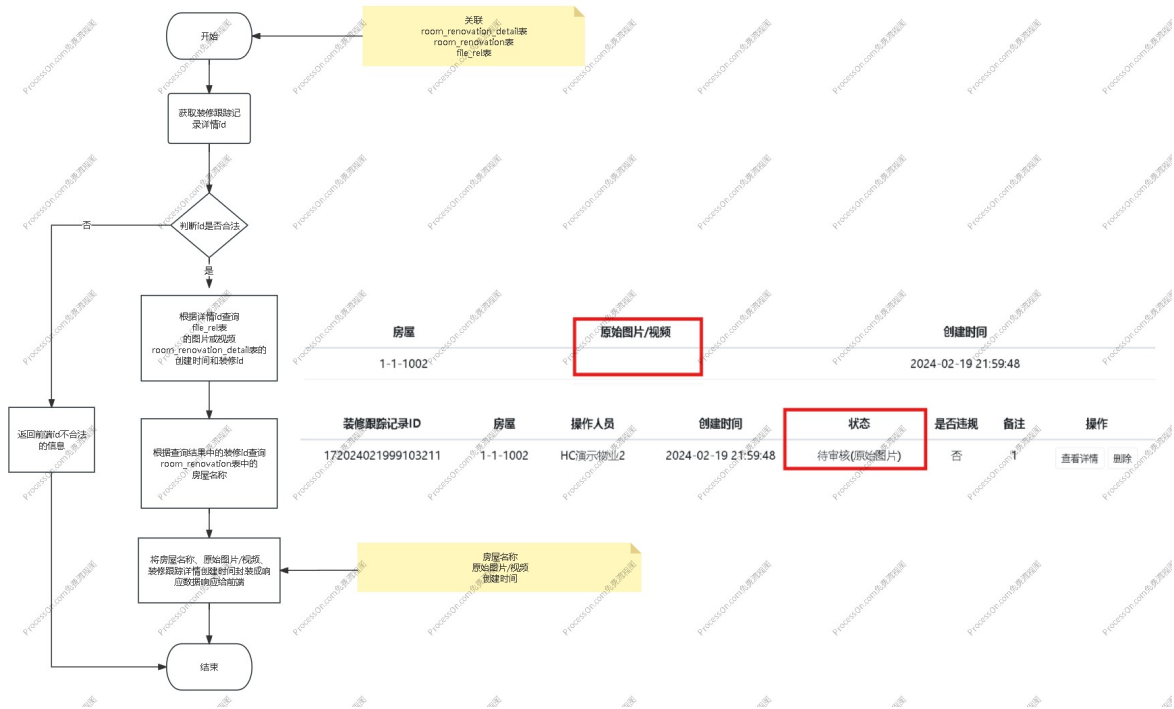 开始
关联
room_renovation_detail表
room_renovation表
file_rel表
获取装修跟踪记
录详情id
判断id是否合法
否
是
根据详情id查询
file_rel表
的图片或视频
room_renovation_detail表的
创建时间和装修id
返回前端id不合法
的信息
根据查询结果中的装修id查询
room_renovation表中的
房屋名称
将房屋名称、原始图片/视频、
装修跟踪详情创建时间封装成响
应数据响应给前端
房屋名称
原始图片/视频
创建时间
结束
房屋 原始图片/视频 创建时间
1-1-1002 2024-02-19 21:59:48
装修跟踪记录ID 房屋 操作人员 创建时间 状态 是否违规 备注 操作
172024021999103211 1-1-1002 HC演示物业2 2024-02-19 21:59:48 待审核(原始图片) 否 1 查看详情 删除
ProcessOn.com免费流程图